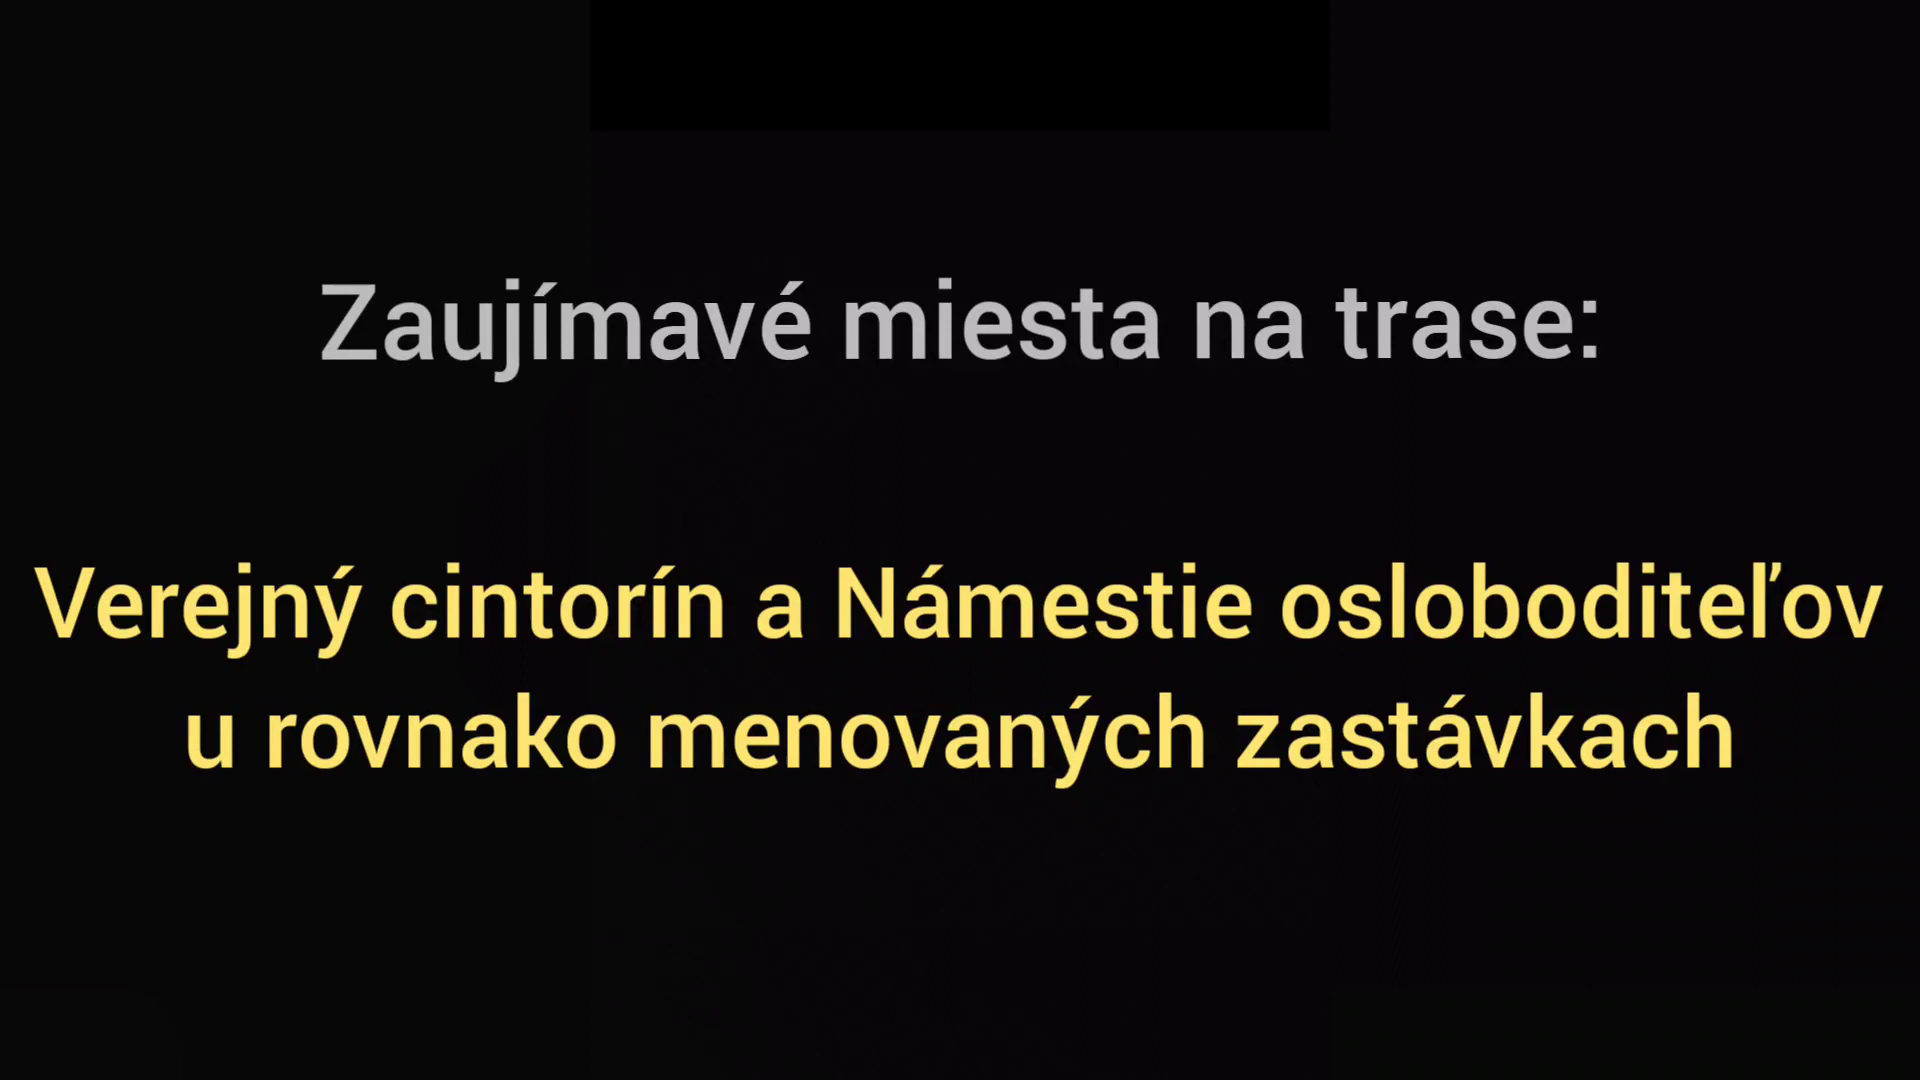 Zaujímavé miesta na trase:
Verejný cintorín a Námestie osloboditeľov
u rovnako menovaných zastávkach